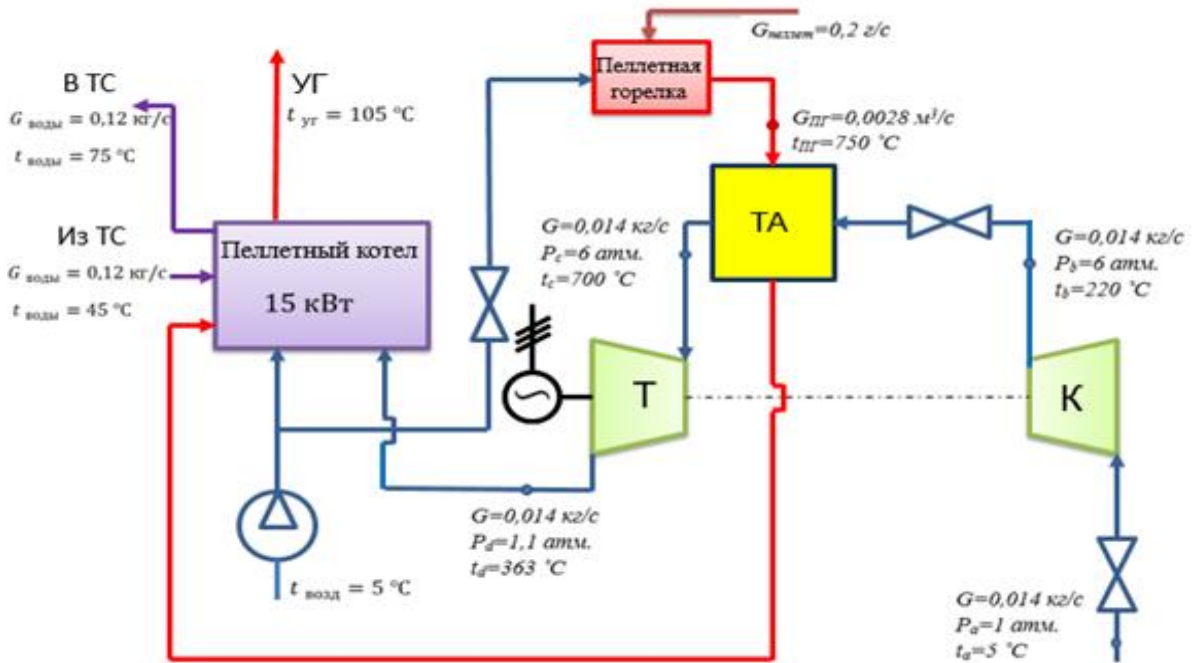 Gпеллет=0,2 г/с
Пеллетная
горелка
В ТС
G воды = 0,12 кг/с
t воды = 75 °C
УГ
t уг = 105 °C
GПГ=0,0028 м³/с
tПГ=750 °C
Из ТС
G воды = 0,12 кг/с
t воды = 45 °C
Пеллетный котел
15 кВт
G=0,014 кг/с
Pc=6 атм.
tc=700 °C
ТА
G=0,014 кг/с
Pb=6 атм.
tb=220 °C
Т
К
G=0,014 кг/с
Pd=1,1 атм.
td=363 °C
t возд = 5 °C
G=0,014 кг/с
Pa=1 атм.
ta=5 °C